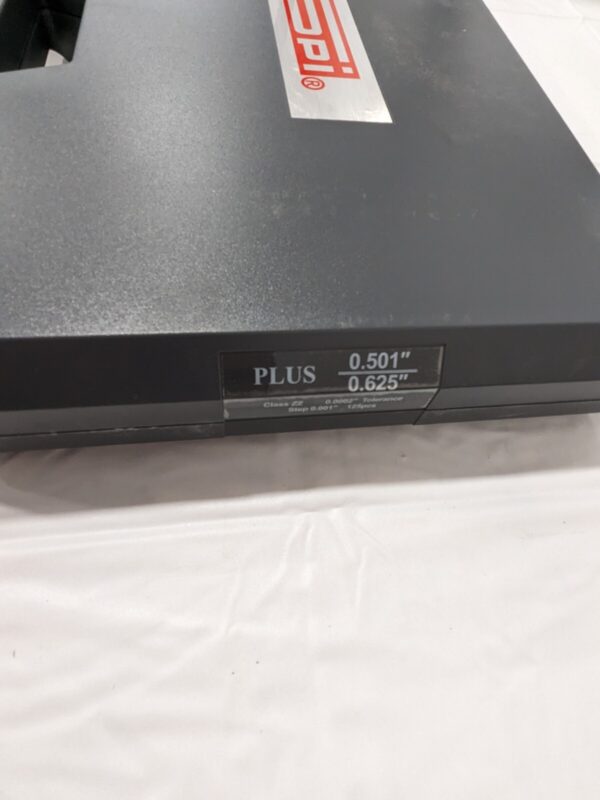 Spi®
PLUS
0.501"
0.625"
Class ZZ 0.0002" Tolerance
Step 0.001" 125pcs